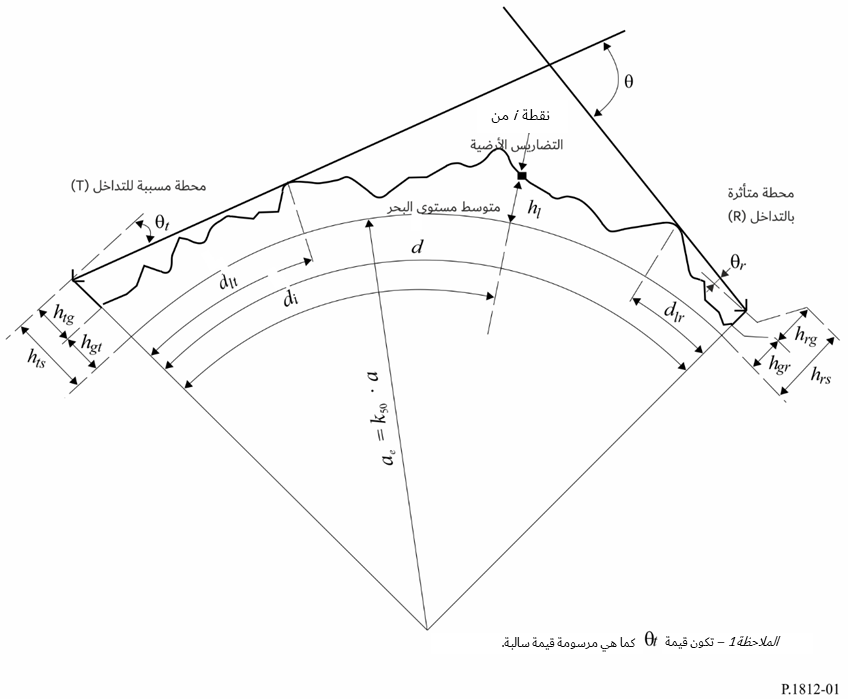 θ
نقطة i من
التضاريس الأرضية
محطة مسببة للتداخل (T)
محطة متأثرة
بالتداخل (R)
θt
متوسط مستوى البحر
hl
d
θr
dlt
di
dlr
htg
hgt
hts
hrg
hgr
hrs
ae = k50 · a
الملاحظة 1 – تكون قيمة θt كما هي مرسومة قيمة سالبة.
P.1812-01